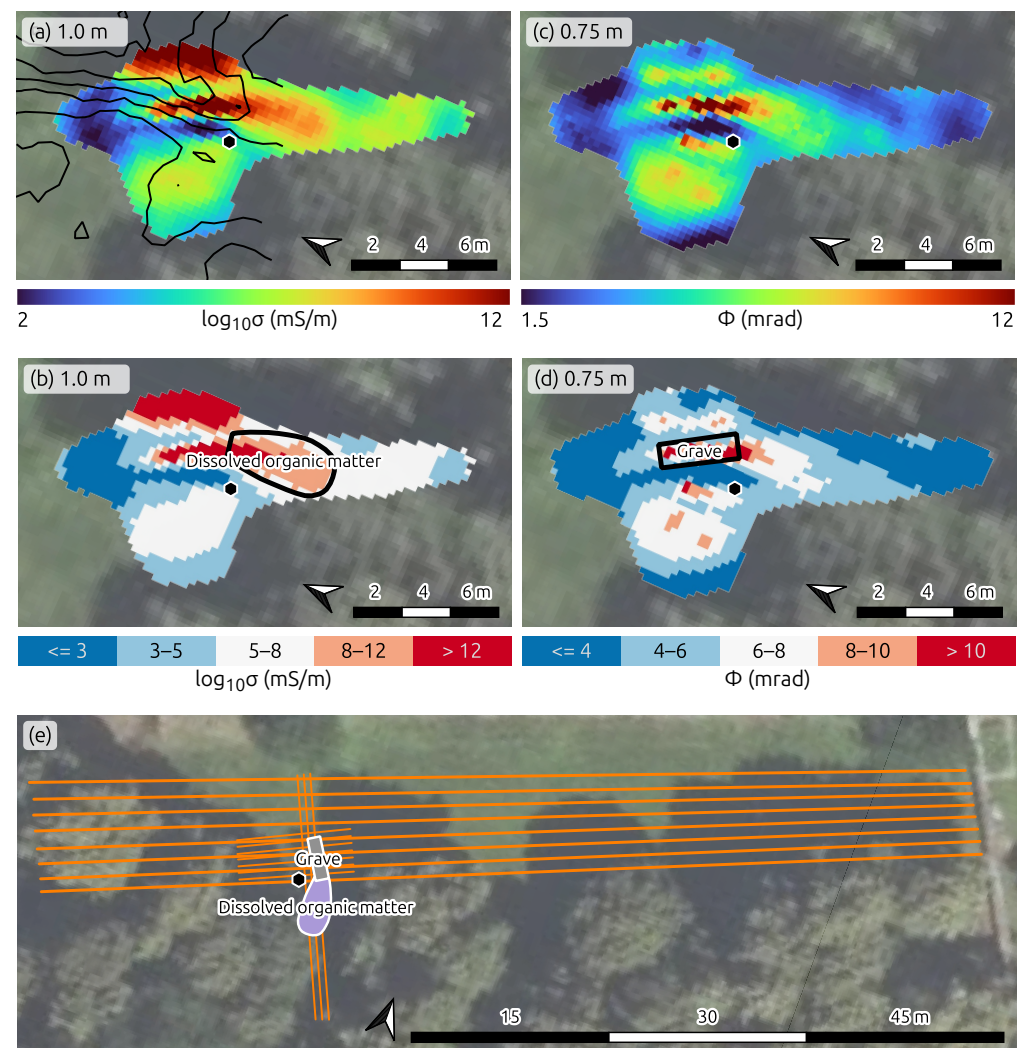 (a) 1.0 m
(c) 0.75 m
2 4 6 m
2 4 6 m
2 log₁₀σ (mS/m) 12
1.5 Φ (mrad) 12
(b) 1.0 m
(d) 0.75 m
Dissolved organic matter
Grave
2 4 6 m
2 4 6 m
<= 3 3–5 5–8 8–12 > 12
<= 4 4–6 6–8 8–10 > 10
log₁₀σ (mS/m)
Φ (mrad)
(e)
Grave
Dissolved organic matter
15 30 45 m